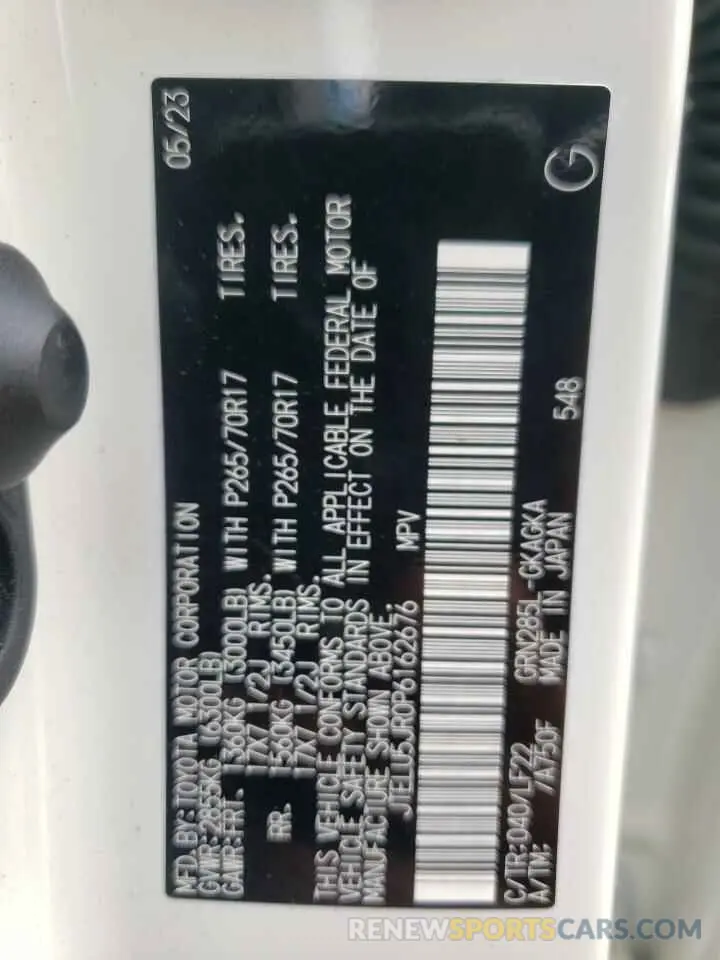 MFD BY:TOYOTA MOTOR CORPORATION 05/23
GVWR:2855KG (6300LB)
GAWR:FRT. 1360KG (3000LB) WITH P265/70R17 TIRES.
17X7 1/2J RIMS.
RR. 1560KG (3450LB) WITH P265/70R17 TIRES.
17X7 1/2J RIMS.
THIS VEHICLE CONFORMS TO ALL APPLICABLE FEDERAL MOTOR
VEHICLE SAFETY STANDARDS IN EFFECT ON THE DATE OF
MANUFACTURE SHOWN ABOVE.
JTELU5JR0P6162676 MPV
C/TR:040/LF22 GRN285L-GKAGKA 548
A/TM: /A750F MADE IN JAPAN
G
RENEWSPORTSCARS.COM